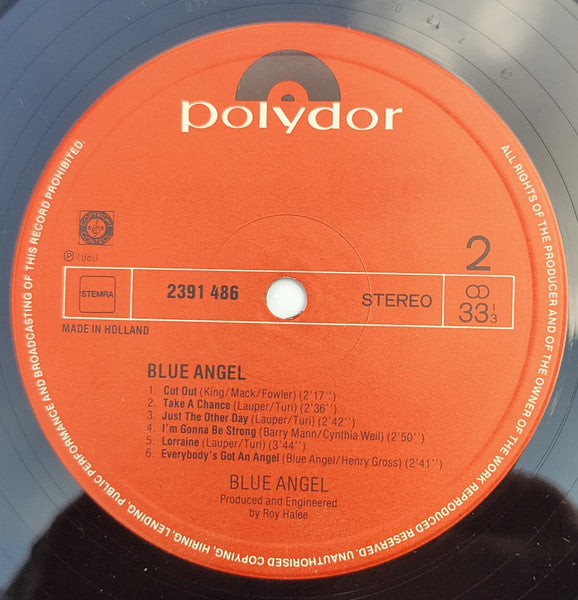 polydor
COPYRIGHT CONTROL
℗ 1980
2
STEMRA
2391 486
STEREO
33 1/3
MADE IN HOLLAND
BLUE ANGEL
1. Cut Out (King/Mack/Fowler) (2'17'')
2. Take A Chance (Lauper/Turi) (2'36'')
3. Just The Other Day (Lauper/Turi) (2'42'')
4. I'm Gonna Be Strong (Barry Mann/Cynthia Weil) (2'50'')
5. Lorraine (Lauper/Turi) (3'44'')
6. Everybody's Got An Angel (Blue Angel/Henry Gross) (2'41'')
BLUE ANGEL
Produced and Engineered
by Roy Halee
ALL RIGHTS OF THE PRODUCER AND OF THE OWNER OF THE WORK REPRODUCED RESERVED. UNAUTHORISED COPYING, HIRING, LENDING, PUBLIC PERFORMANCE AND BROADCASTING OF THIS RECORD PROHIBITED.